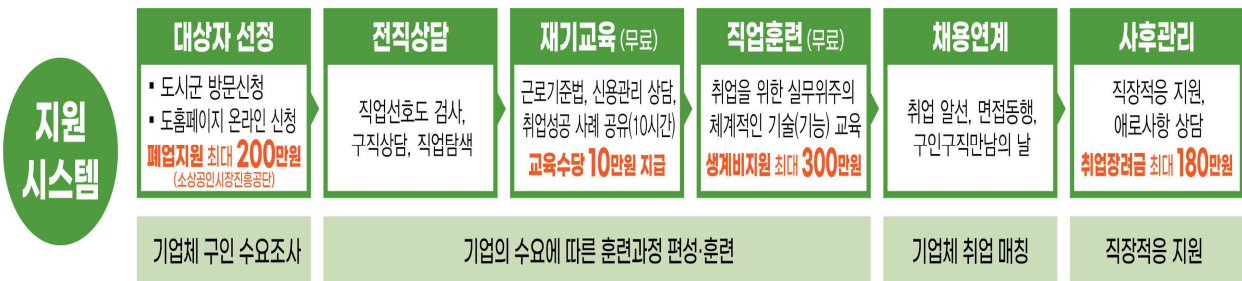 지원
시스템
대상자 선정
▪ 도시군 방문신청
▪ 도홈페이지 온라인 신청
폐업지원 최대 200만원
(소상공인시장진흥공단)
전직상담
직업선호도 검사,
구직상담, 직업탐색
재기교육 (무료)
근로기준법, 신용관리 상담,
취업성공 사례 공유(10시간)
교육수당 10만원 지급
직업훈련 (무료)
취업을 위한 실무위주의
체계적인 기술(기능) 교육
생계비지원 최대 300만원
채용연계
취업 알선, 면접동행,
구인구직만남의 날
사후관리
직장적응 지원,
애로사항 상담
취업장려금 최대 180만원
기업체 구인 수요조사
기업의 수요에 따른 훈련과정 편성·훈련
기업체 취업 매칭
직장적응 지원